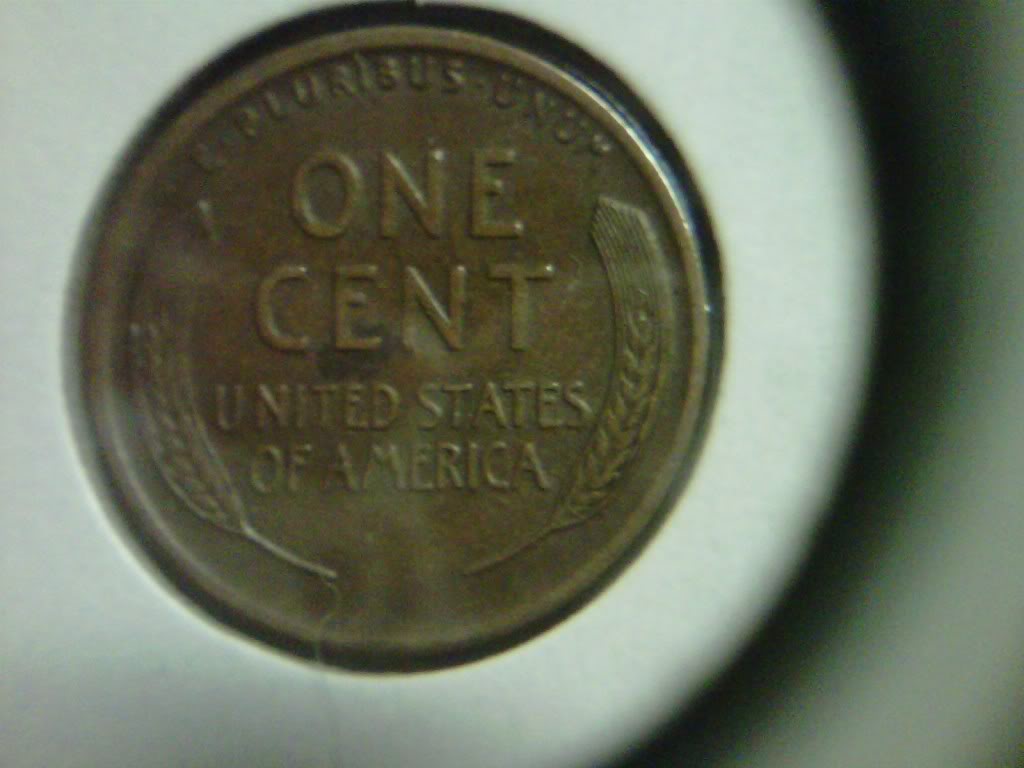 E·PLURIBUS·UNUM
ONE
CENT
UNITED STATES
OF AMERICA